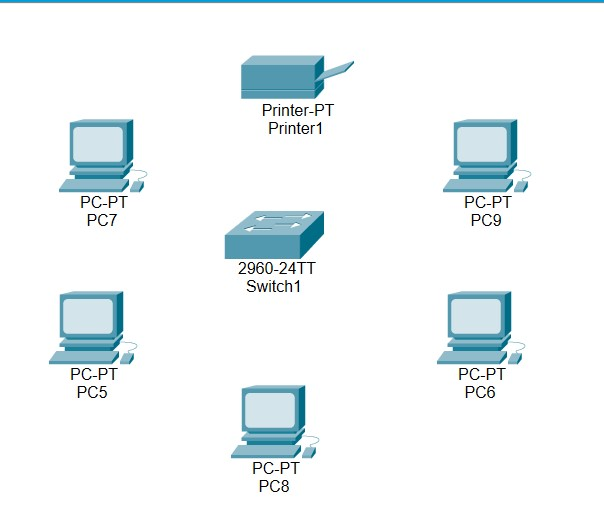 Printer-PT
Printer1
PC-PT
PC7
PC-PT
PC9
2960-24TT
Switch1
PC-PT
PC5
PC-PT
PC6
PC-PT
PC8